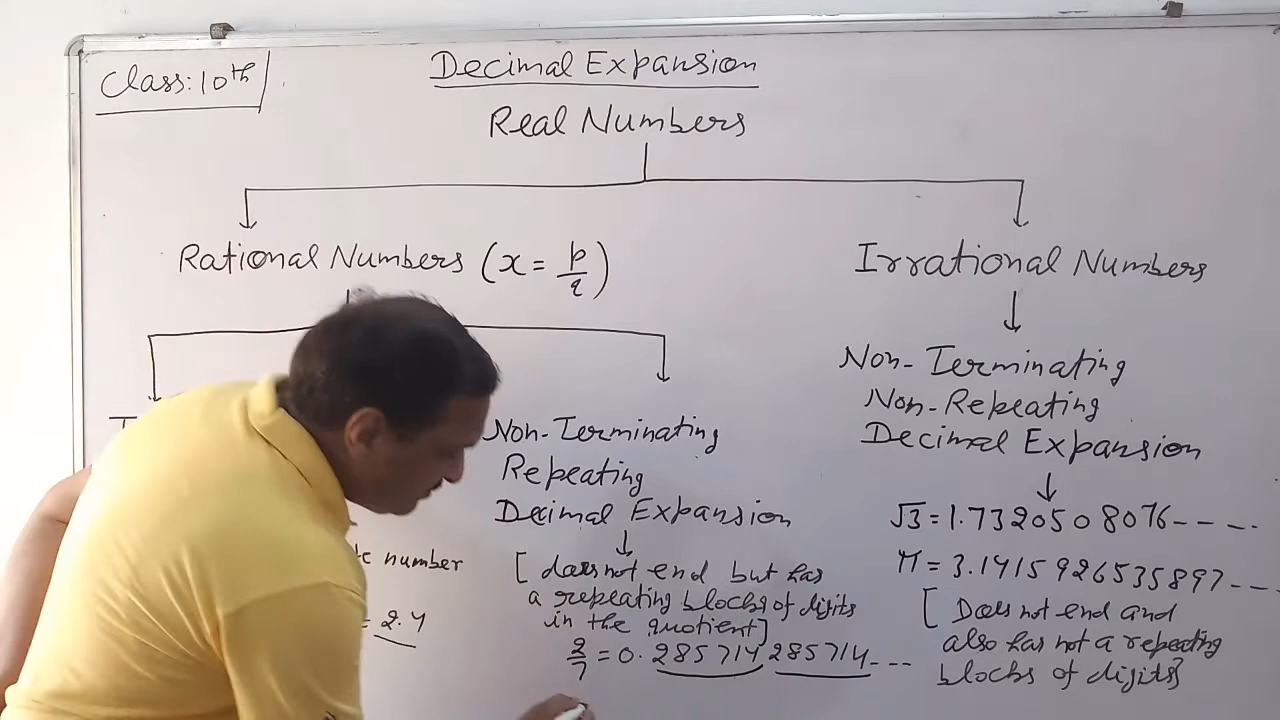 Class: 10th
Decimal Expansion
Real Numbers
Rational Numbers (x = p/q)
Irrational Numbers
Non-Terminating
Repeating
Decimal Expansion
[does not end but has
a repeating blocks of digits
in the quotient]
2/7 = 0.285714 285714---
number
= 2.4
Non-Terminating
Non-Repeating
Decimal Expansion
√3 = 1.7320508076----
π = 3.1415926535897---
[Does not end and
also has not a repeating
blocks of digits]